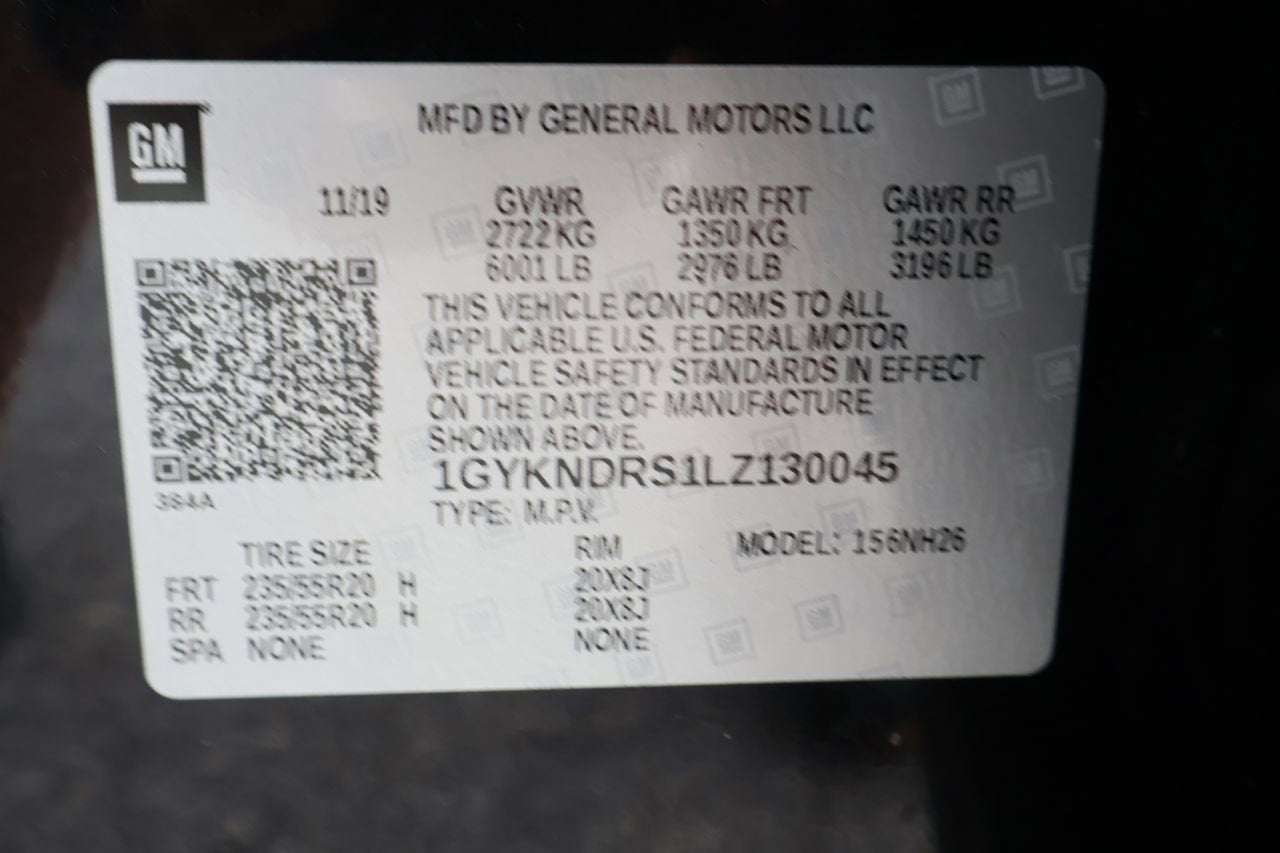 GM
MFD BY GENERAL MOTORS LLC
11/19 GVWR GAWR FRT GAWR RR
2722 KG 1350 KG 1450 KG
6001 LB 2976 LB 3196 LB
THIS VEHICLE CONFORMS TO ALL
APPLICABLE U.S. FEDERAL MOTOR
VEHICLE SAFETY STANDARDS IN EFFECT
ON THE DATE OF MANUFACTURE
SHOWN ABOVE.
1GYKNDRS1LZ130045
384A
TYPE: M.P.V.
TIRE SIZE RIM MODEL: 156NH26
FRT 235/55R20 H 20X8J
RR 235/55R20 H 20X8J
SPA NONE NONE